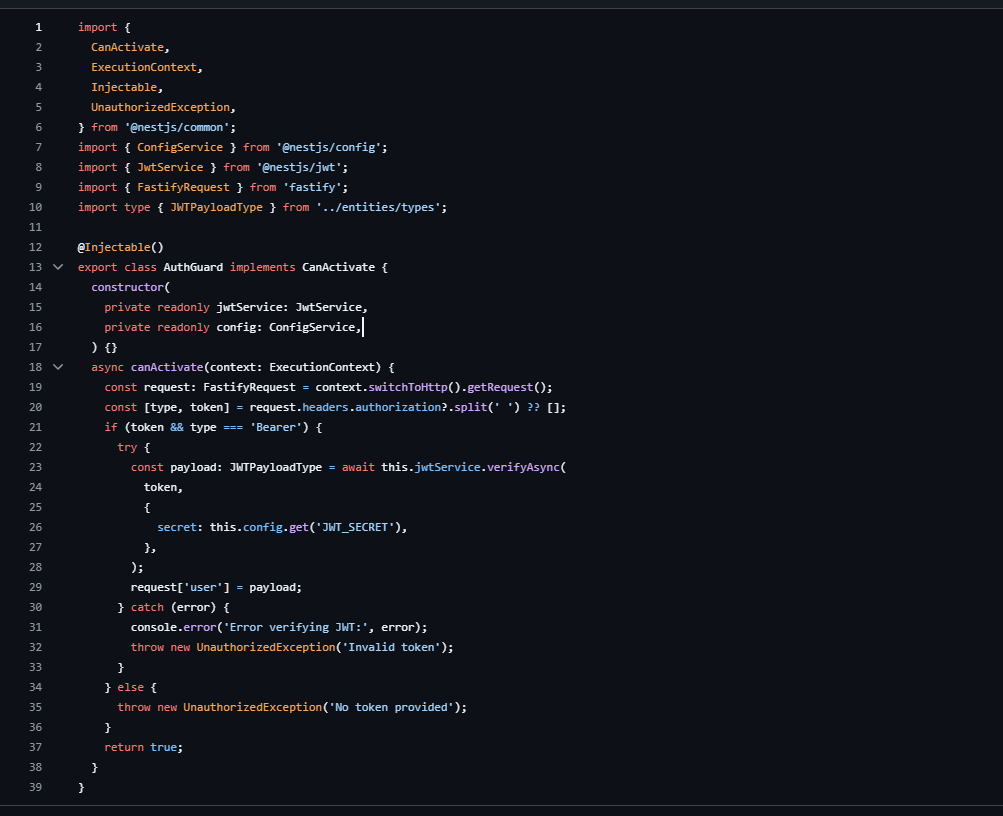 1 import {
2   CanActivate,
3   ExecutionContext,
4   Injectable,
5   UnauthorizedException,
6 } from '@nestjs/common';
7 import { ConfigService } from '@nestjs/config';
8 import { JwtService } from '@nestjs/jwt';
9 import { FastifyRequest } from 'fastify';
10 import type { JWTPayloadType } from '../entities/types';
11
12 @Injectable()
13 export class AuthGuard implements CanActivate {
14   constructor(
15     private readonly jwtService: JwtService,
16     private readonly config: ConfigService,
17   ) {}
18   async canActivate(context: ExecutionContext) {
19     const request: FastifyRequest = context.switchToHttp().getRequest();
20     const [type, token] = request.headers.authorization?.split(' ') ?? [];
21     if (token && type === 'Bearer') {
22       try {
23         const payload: JWTPayloadType = await this.jwtService.verifyAsync(
24           token,
25           {
26             secret: this.config.get('JWT_SECRET'),
27           },
28         );
29         request['user'] = payload;
30       } catch (error) {
31         console.error('Error verifying JWT:', error);
32         throw new UnauthorizedException('Invalid token');
33       }
34     } else {
35       throw new UnauthorizedException('No token provided');
36     }
37     return true;
38   }
39 }